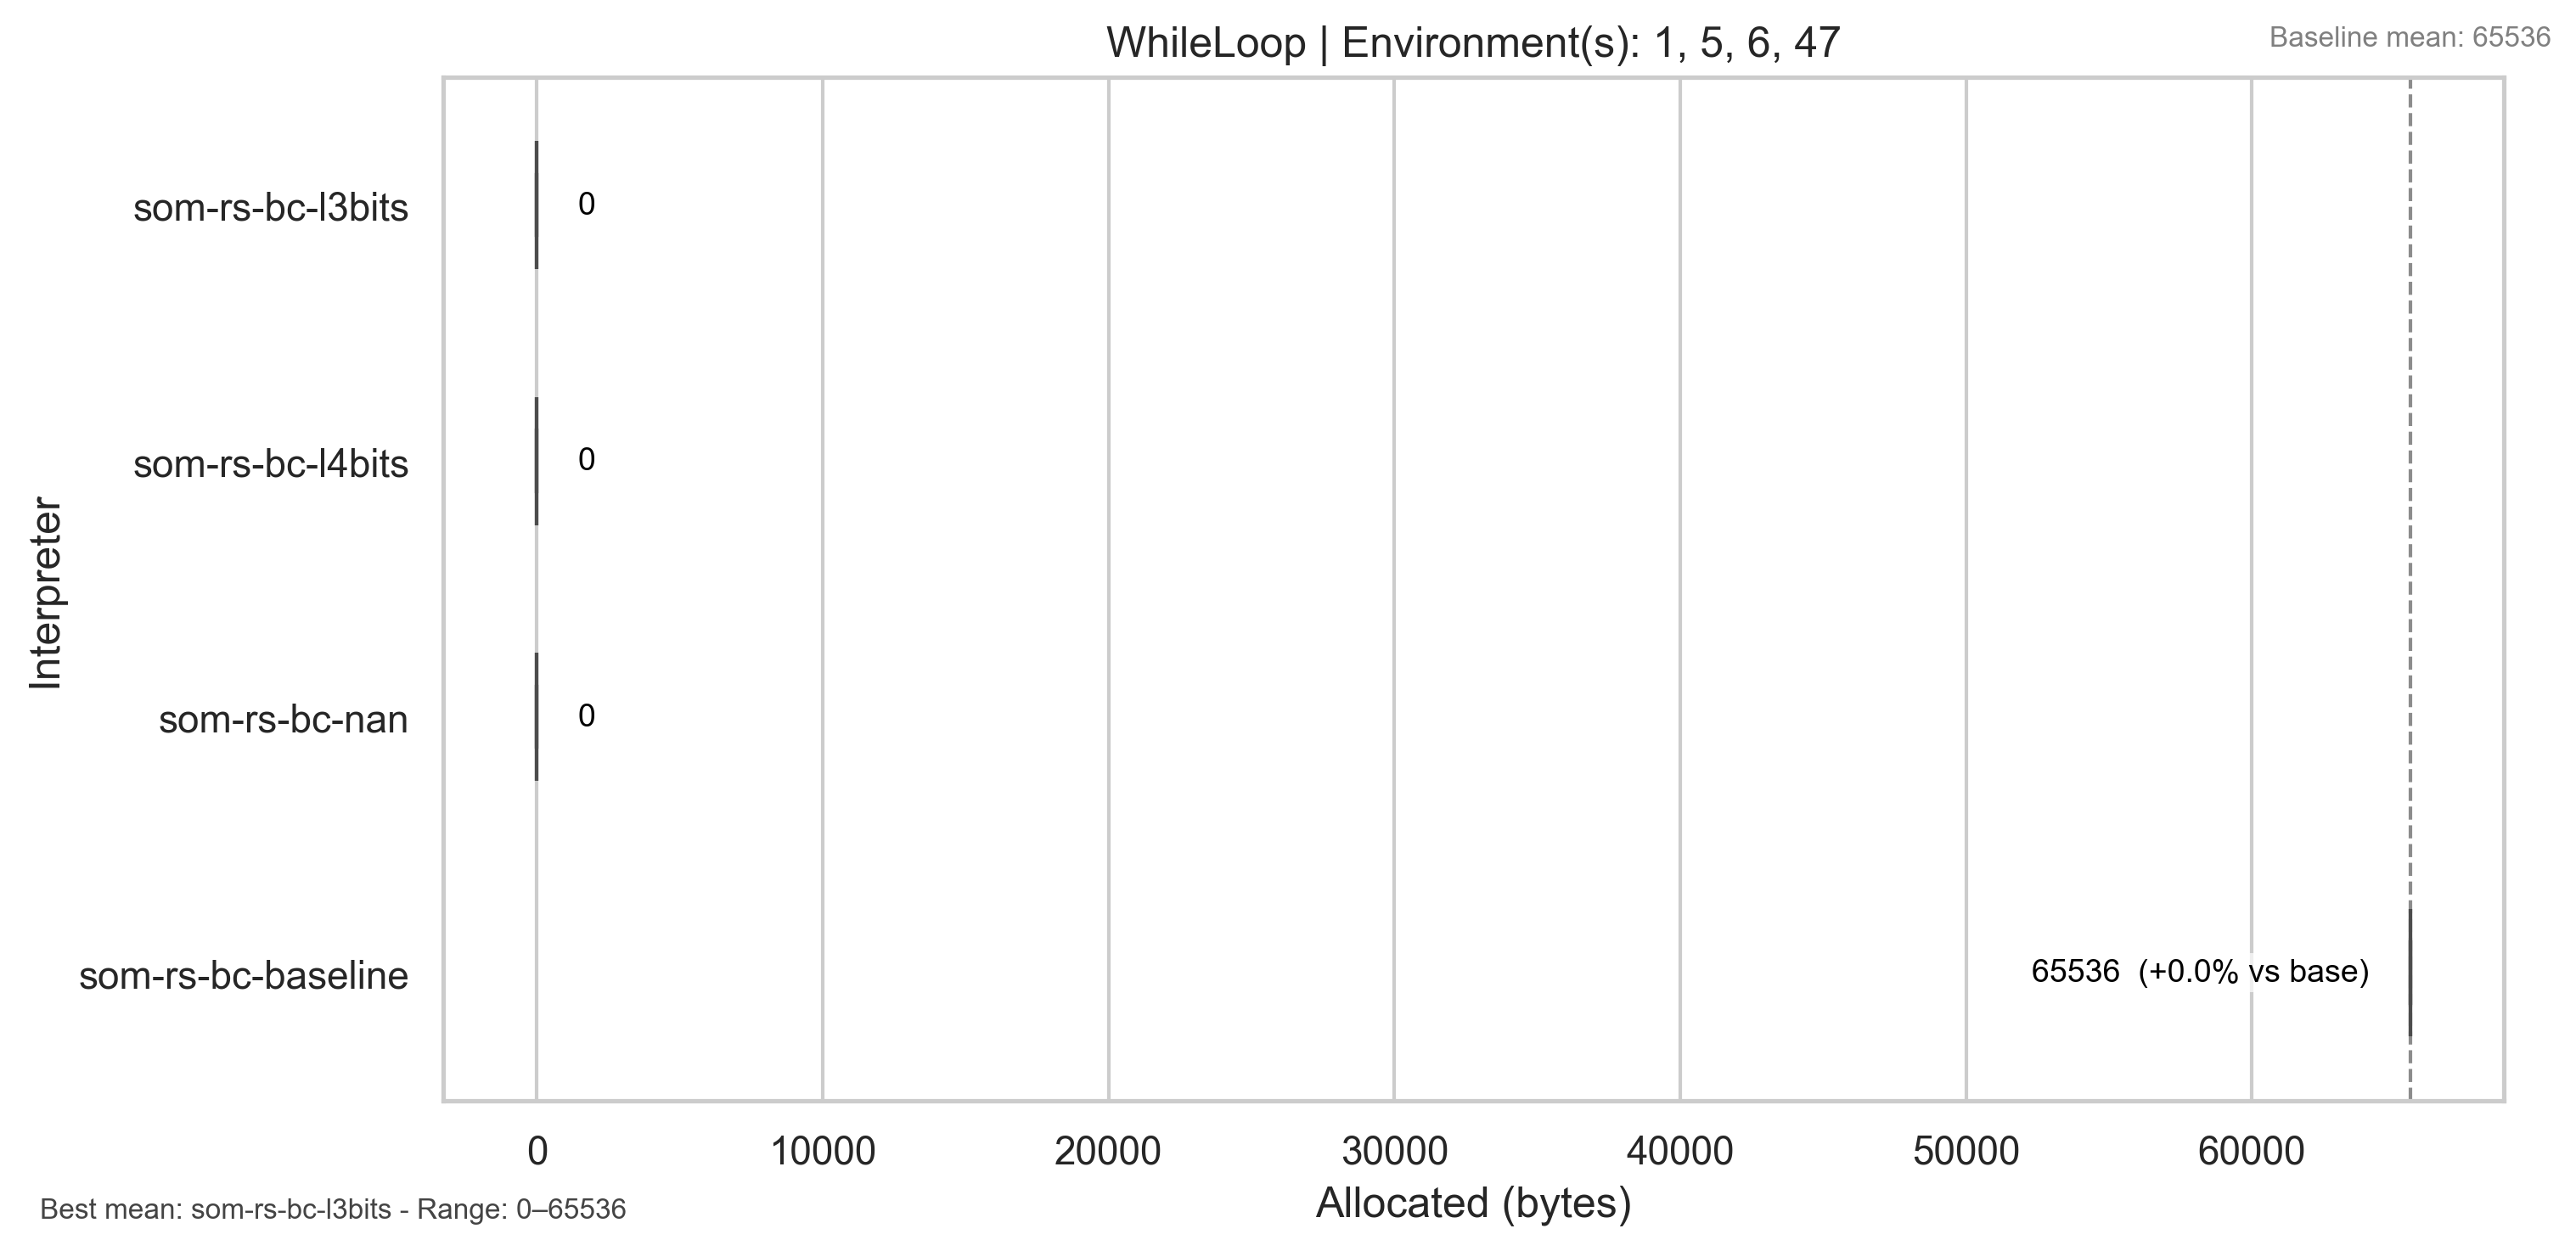 WhileLoop | Environment(s): 1, 5, 6, 47
Baseline mean: 65536
Interpreter
som-rs-bc-l3bits
0
som-rs-bc-l4bits
0
som-rs-bc-nan
0
som-rs-bc-baseline
65536 (+0.0% vs base)
0 10000 20000 30000 40000 50000 60000
Allocated (bytes)
Best mean: som-rs-bc-l3bits - Range: 0–65536